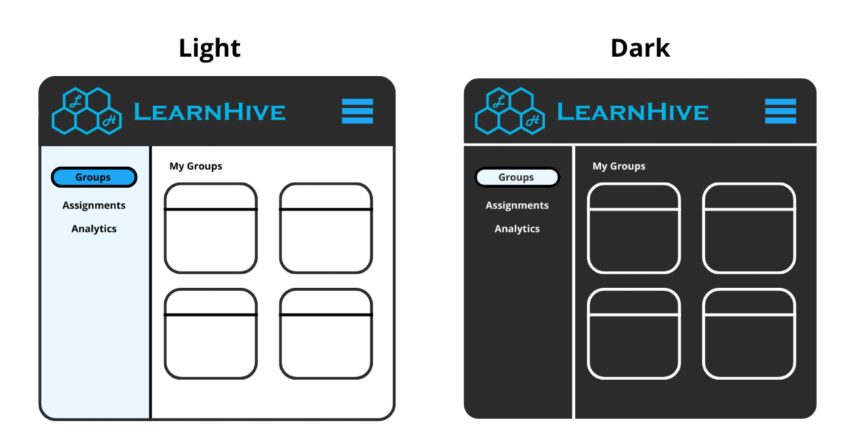 Light
L
H
LEARNHIVE
Groups
Assignments
Analytics
My Groups
Dark
L
H
LEARNHIVE
Groups
Assignments
Analytics
My Groups